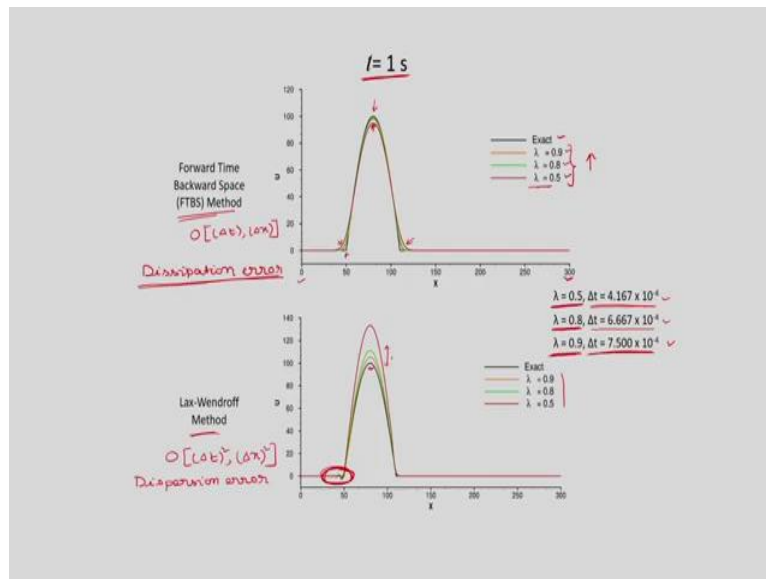 t= 1 s
120
100
80
60
40
20
0
u
0 50 100 150 200 250 300
x
Exact
λ = 0.9
λ = 0.8
λ = 0.5
Forward Time
Backward Space
(FTBS) Method
O[(Δt), (Δx)]
Dissipation error
λ = 0.5, Δt = 4.167 x 10⁻⁴
λ = 0.8, Δt = 6.667 x 10⁻⁴
λ = 0.9, Δt = 7.500 x 10⁻⁴
140
120
100
80
60
40
20
0
u
0 50 100 150 200 250 300
x
Exact
λ = 0.9
λ = 0.8
λ = 0.5
Lax-Wendroff
Method
O[(Δt)², (Δx)²]
Dispersion error